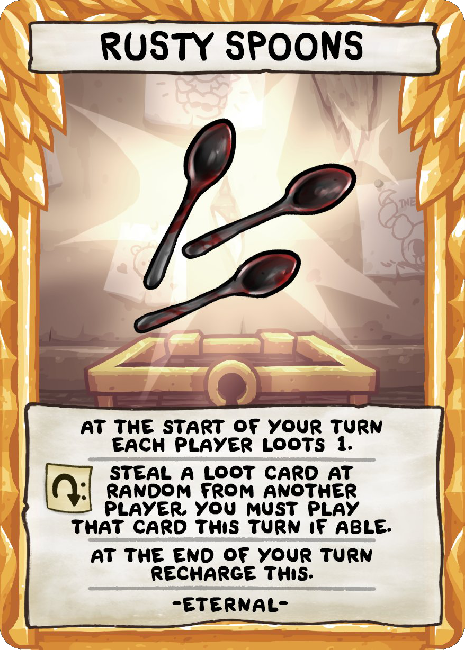 RUSTY SPOONS
AT THE START OF YOUR TURN
EACH PLAYER LOOTS 1.
STEAL A LOOT CARD AT
RANDOM FROM ANOTHER
PLAYER. YOU MUST PLAY
THAT CARD THIS TURN IF ABLE.
AT THE END OF YOUR TURN
RECHARGE THIS.
-ETERNAL-